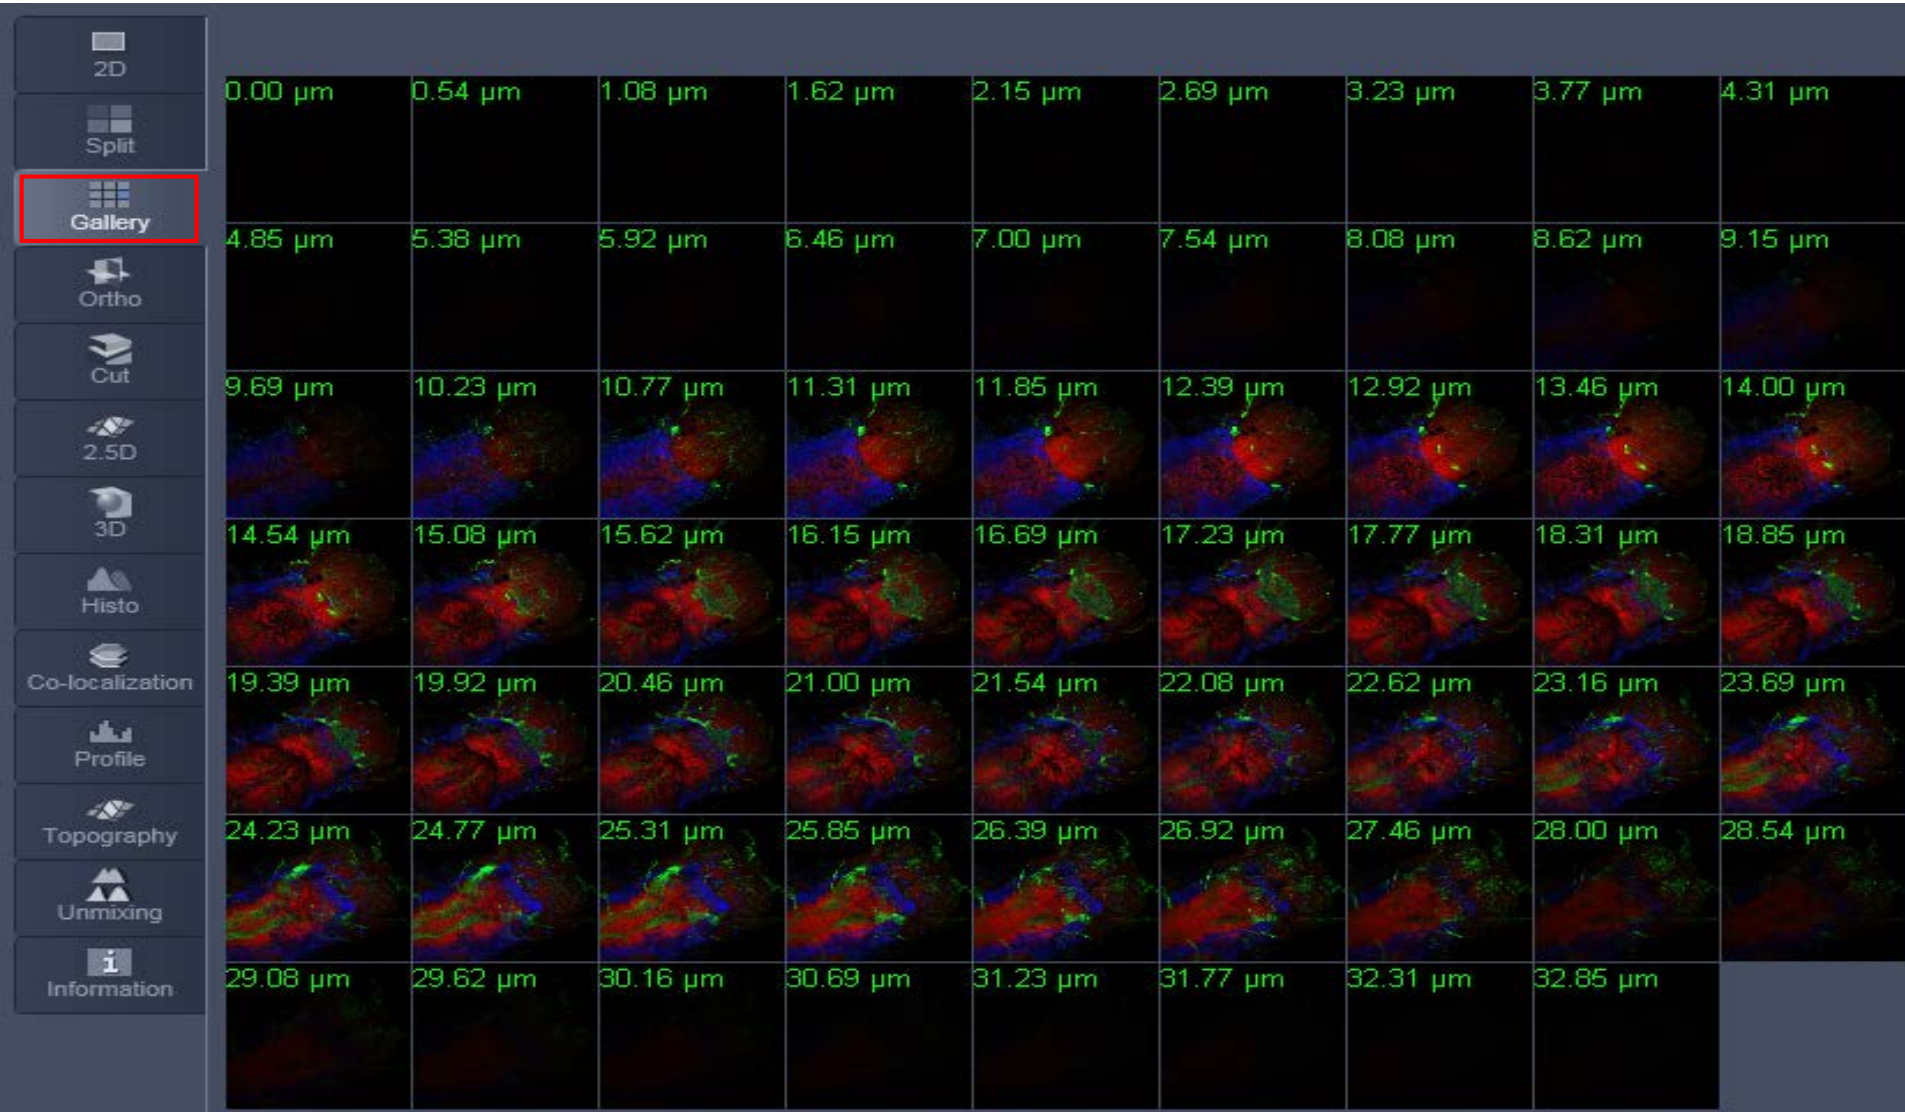 2D
Split
Gallery
Ortho
Cut
2.5D
3D
Histo
Co-localization
Profile
Topography
Unmixing
Information
0.00 µm 0.54 µm 1.08 µm 1.62 µm 2.15 µm 2.69 µm 3.23 µm 3.77 µm 4.31 µm
4.85 µm 5.38 µm 5.92 µm 6.46 µm 7.00 µm 7.54 µm 8.08 µm 8.62 µm 9.15 µm
9.69 µm 10.23 µm 10.77 µm 11.31 µm 11.85 µm 12.39 µm 12.92 µm 13.46 µm 14.00 µm
14.54 µm 15.08 µm 15.62 µm 16.15 µm 16.69 µm 17.23 µm 17.77 µm 18.31 µm 18.85 µm
19.39 µm 19.92 µm 20.46 µm 21.00 µm 21.54 µm 22.08 µm 22.62 µm 23.16 µm 23.69 µm
24.23 µm 24.77 µm 25.31 µm 25.85 µm 26.39 µm 26.92 µm 27.46 µm 28.00 µm 28.54 µm
29.08 µm 29.62 µm 30.16 µm 30.69 µm 31.23 µm 31.77 µm 32.31 µm 32.85 µm